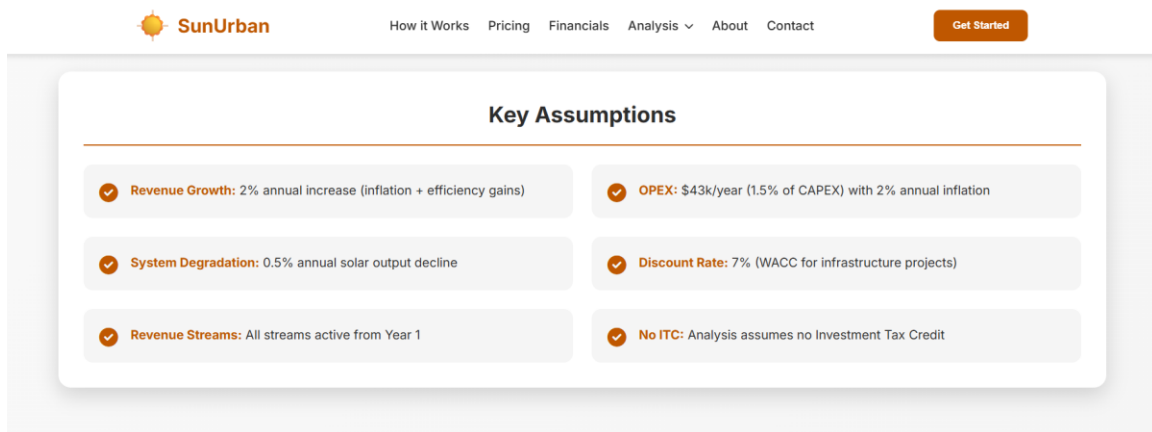 SunUrban
How it Works
Pricing
Financials
Analysis
About
Contact
Get Started
Key Assumptions
Revenue Growth: 2% annual increase (inflation + efficiency gains)
OPEX: $43k/year (1.5% of CAPEX) with 2% annual inflation
System Degradation: 0.5% annual solar output decline
Discount Rate: 7% (WACC for infrastructure projects)
Revenue Streams: All streams active from Year 1
No ITC: Analysis assumes no Investment Tax Credit